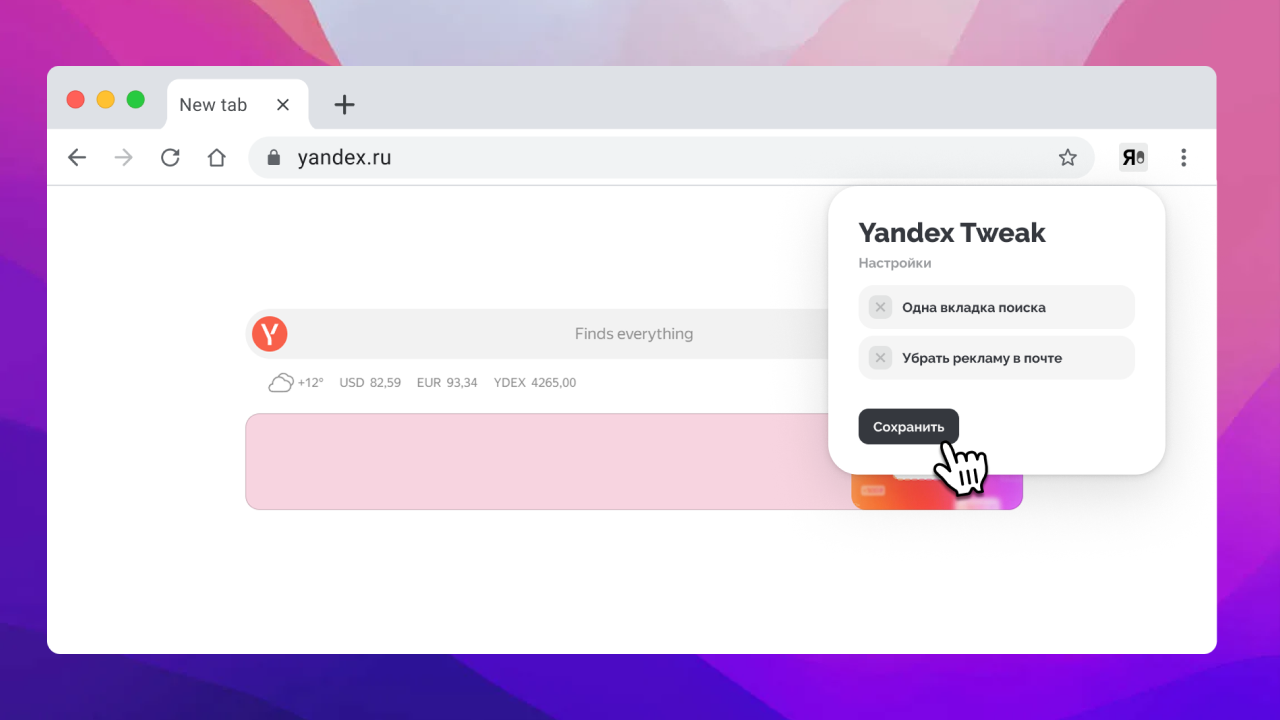 New tab
yandex.ru
Я
Yandex Tweak
Настройки
Одна вкладка поиска
Убрать рекламу в почте
Сохранить
Y
Finds everything
+12° USD 82,59 EUR 93,34 YDEX 4265,00